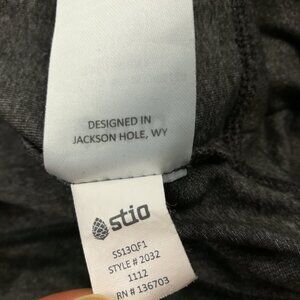 DESIGNED IN
JACKSON HOLE, WY
stio
SS13QF1
STYLE # 2032
1112
RN # 136703